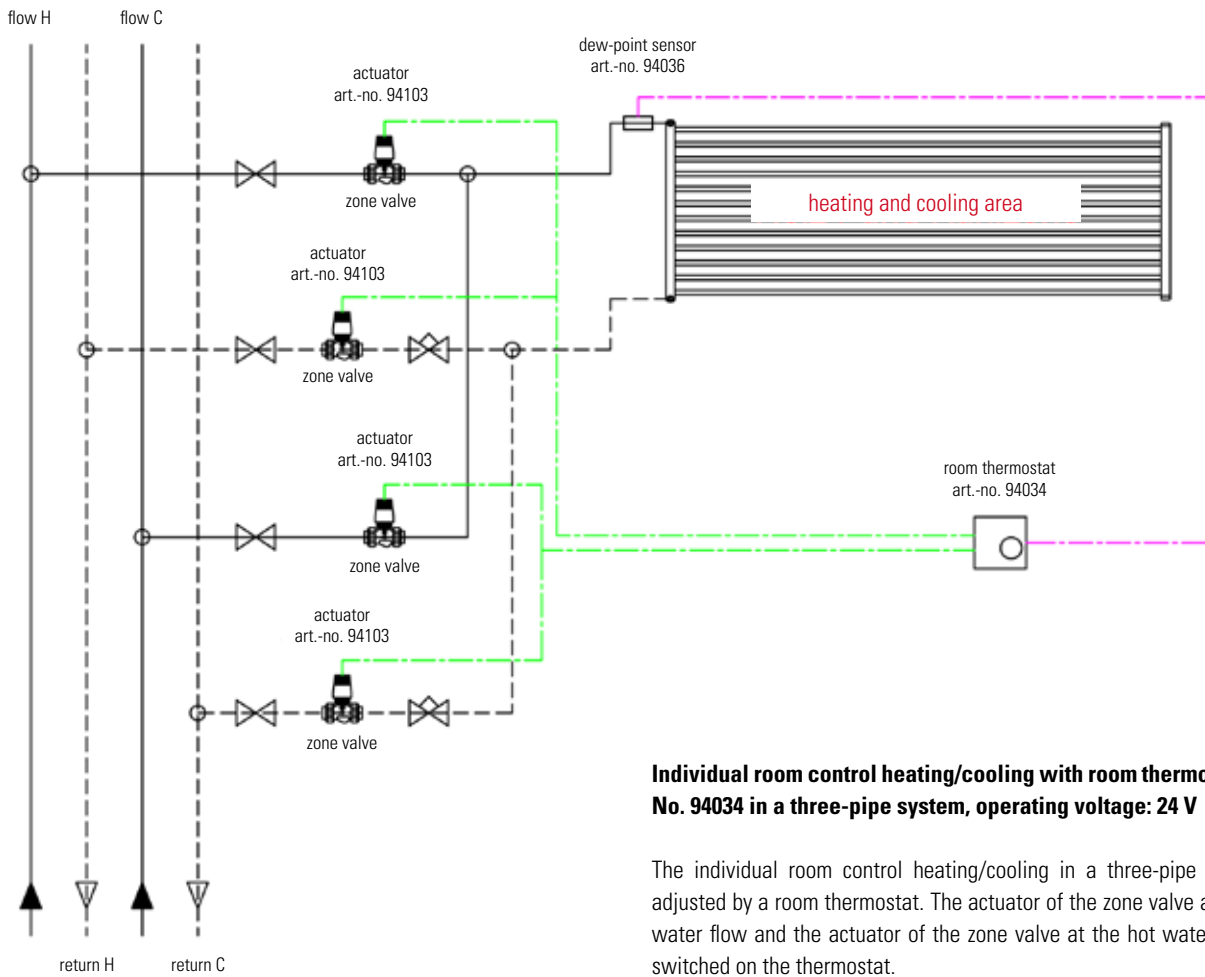 flow H
flow C
dew-point sensor
art.-no. 94036
actuator
art.-no. 94103
zone valve
heating and cooling area
actuator
art.-no. 94103
zone valve
actuator
art.-no. 94103
zone valve
room thermostat
art.-no. 94034
actuator
art.-no. 94103
zone valve
Individual room control heating/cooling with room thermo
No. 94034 in a three-pipe system, operating voltage: 24 V
The individual room control heating/cooling in a three-pipe
adjusted by a room thermostat. The actuator of the zone valve a
water flow and the actuator of the zone valve at the hot wate
switched on the thermostat.
return H
return C